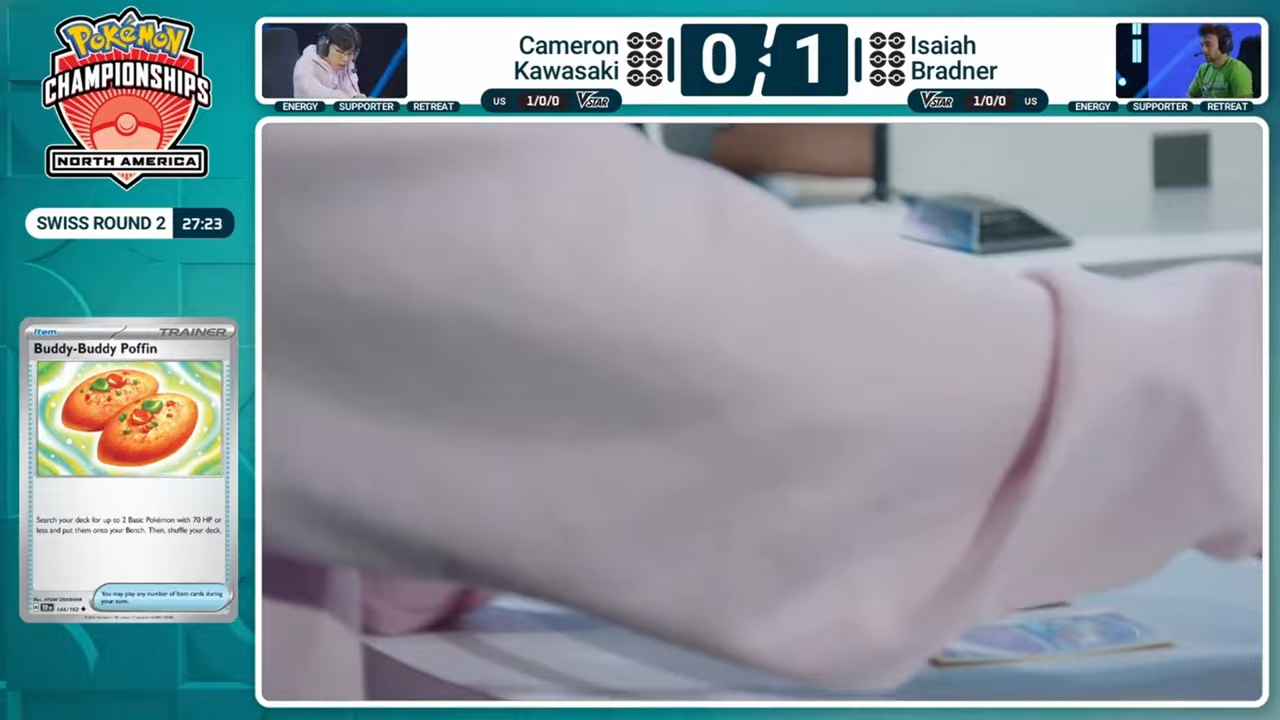 Pokémon
CHAMPIONSHIPS
NORTH AMERICA
SWISS ROUND 2 27:23
Cameron
Kawasaki
0 1
Isaiah
Bradner
US 1/0/0 VSTAR
VSTAR 1/0/0 US
ENERGY SUPPORTER RETREAT
ENERGY SUPPORTER RETREAT
Item TRAINER
Buddy-Buddy Poffin
Search your deck for up to 2 Basic Pokémon with 70 HP or
less and put them onto your Bench. Then, shuffle your deck.
You may play any number of Item cards during
your turn.
144/162